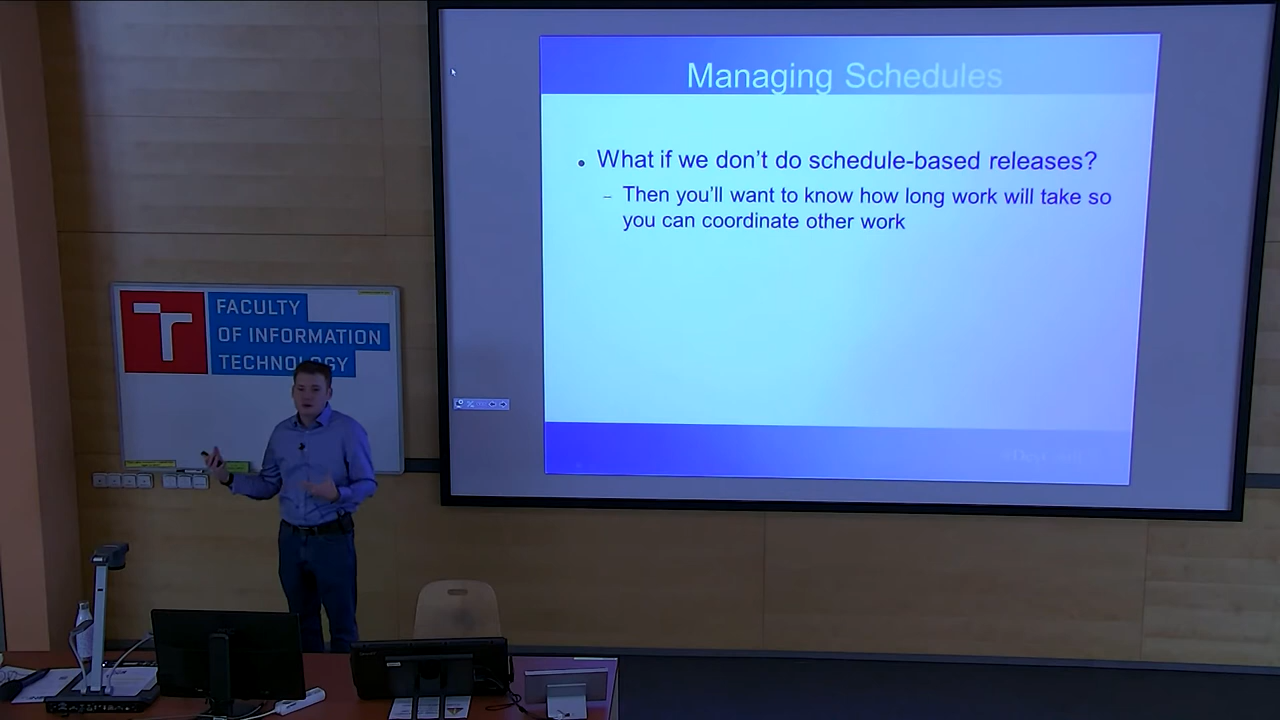 Managing Schedules
• What if we don't do schedule-based releases?
– Then you'll want to know how long work will take so
you can coordinate other work
FACULTY
OF INFORMATION
TECHNOLOGY